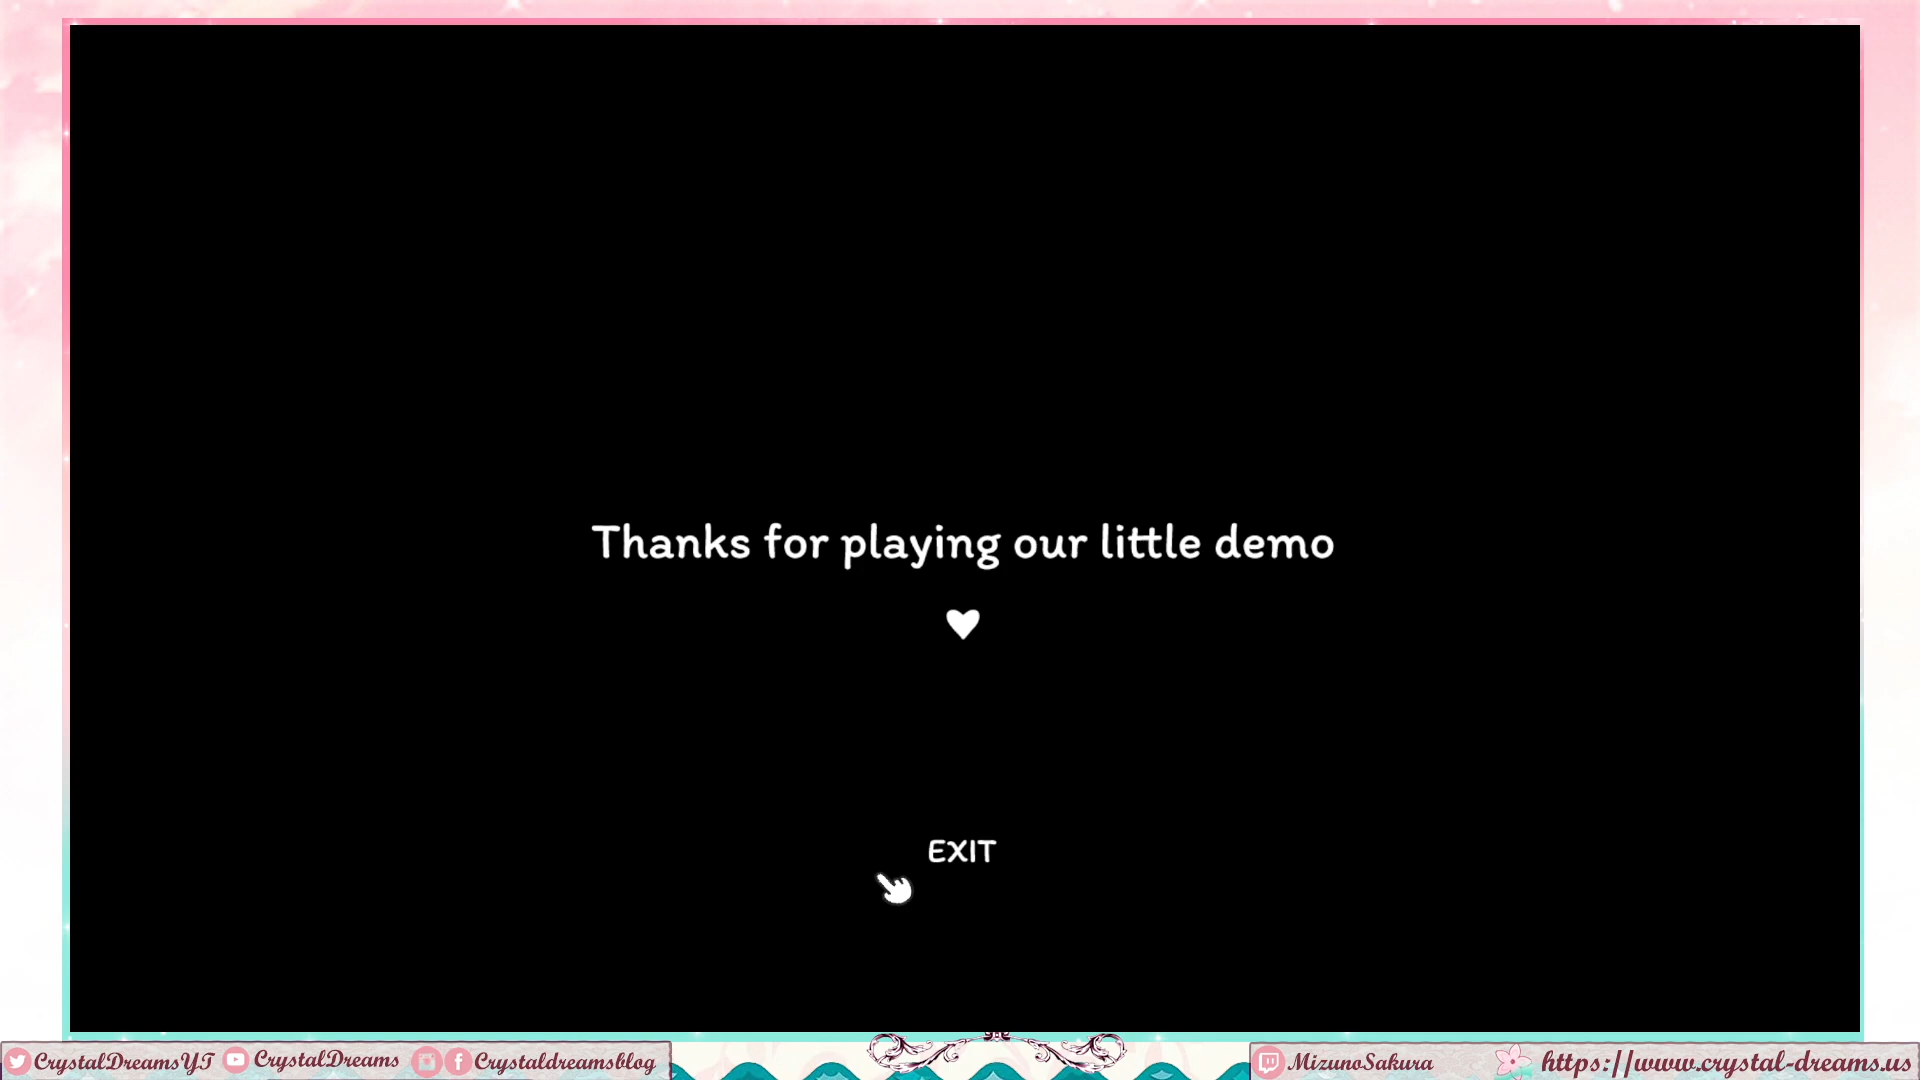 Thanks for playing our little demo
♥
EXIT
CrystalDreamsYT CrystalDreams Crystaldreamsblog MizunoSakura https://www.crystal-dreams.us